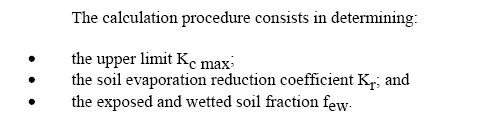 The calculation procedure consists in determining:
• the upper limit Kc max;
• the soil evaporation reduction coefficient Kr; and
• the exposed and wetted soil fraction few.